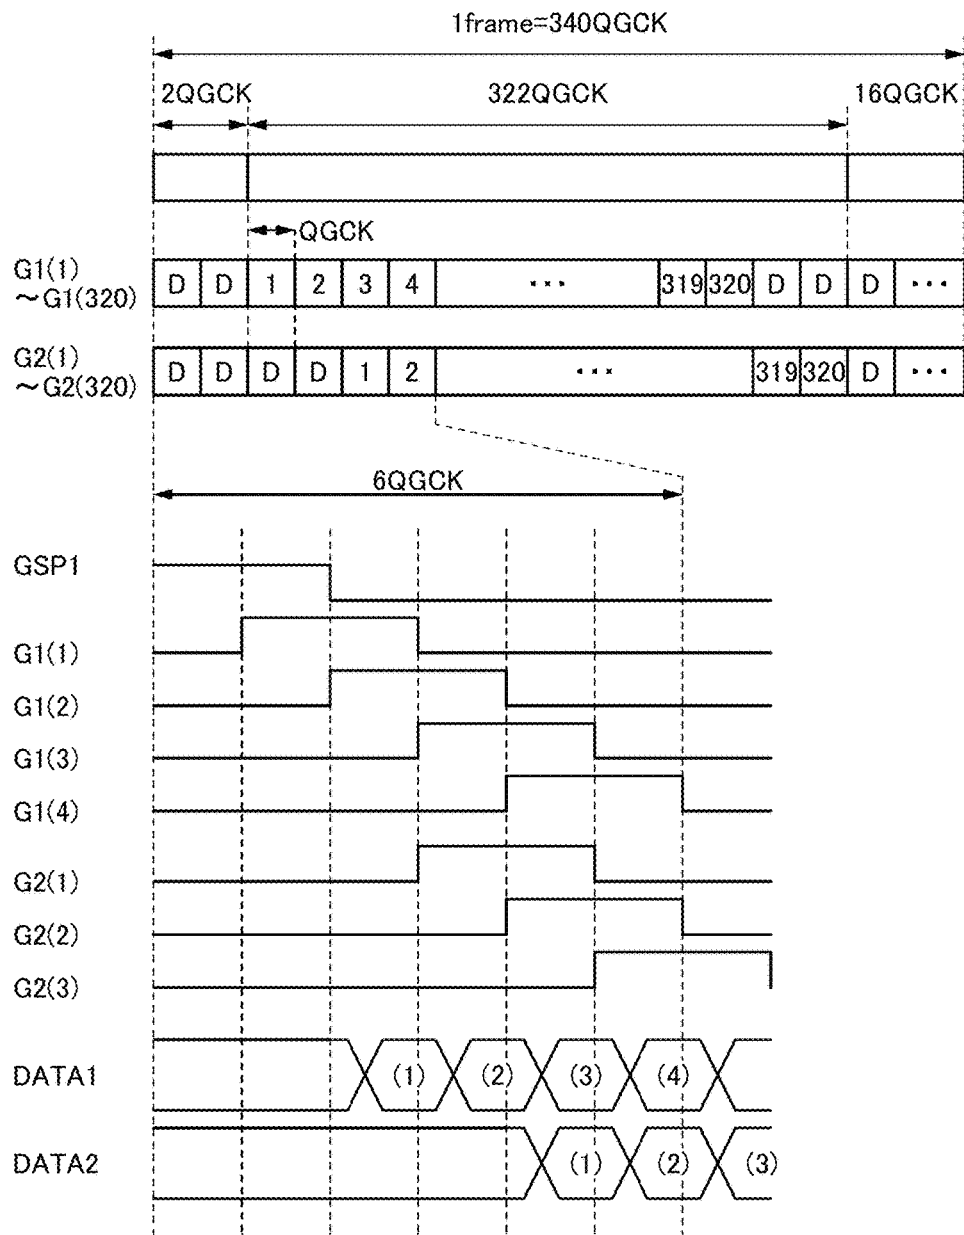 1frame=340QGCK
2QGCK 322QGCK 16QGCK
QGCK
G1(1)
～G1(320) D D 1 2 3 4 ··· 319 320 D D D ···
G2(1)
～G2(320) D D D D 1 2 ··· 319 320 D ···
6QGCK
GSP1
G1(1)
G1(2)
G1(3)
G1(4)
G2(1)
G2(2)
G2(3)
DATA1 (1) (2) (3) (4)
DATA2 (1) (2) (3)